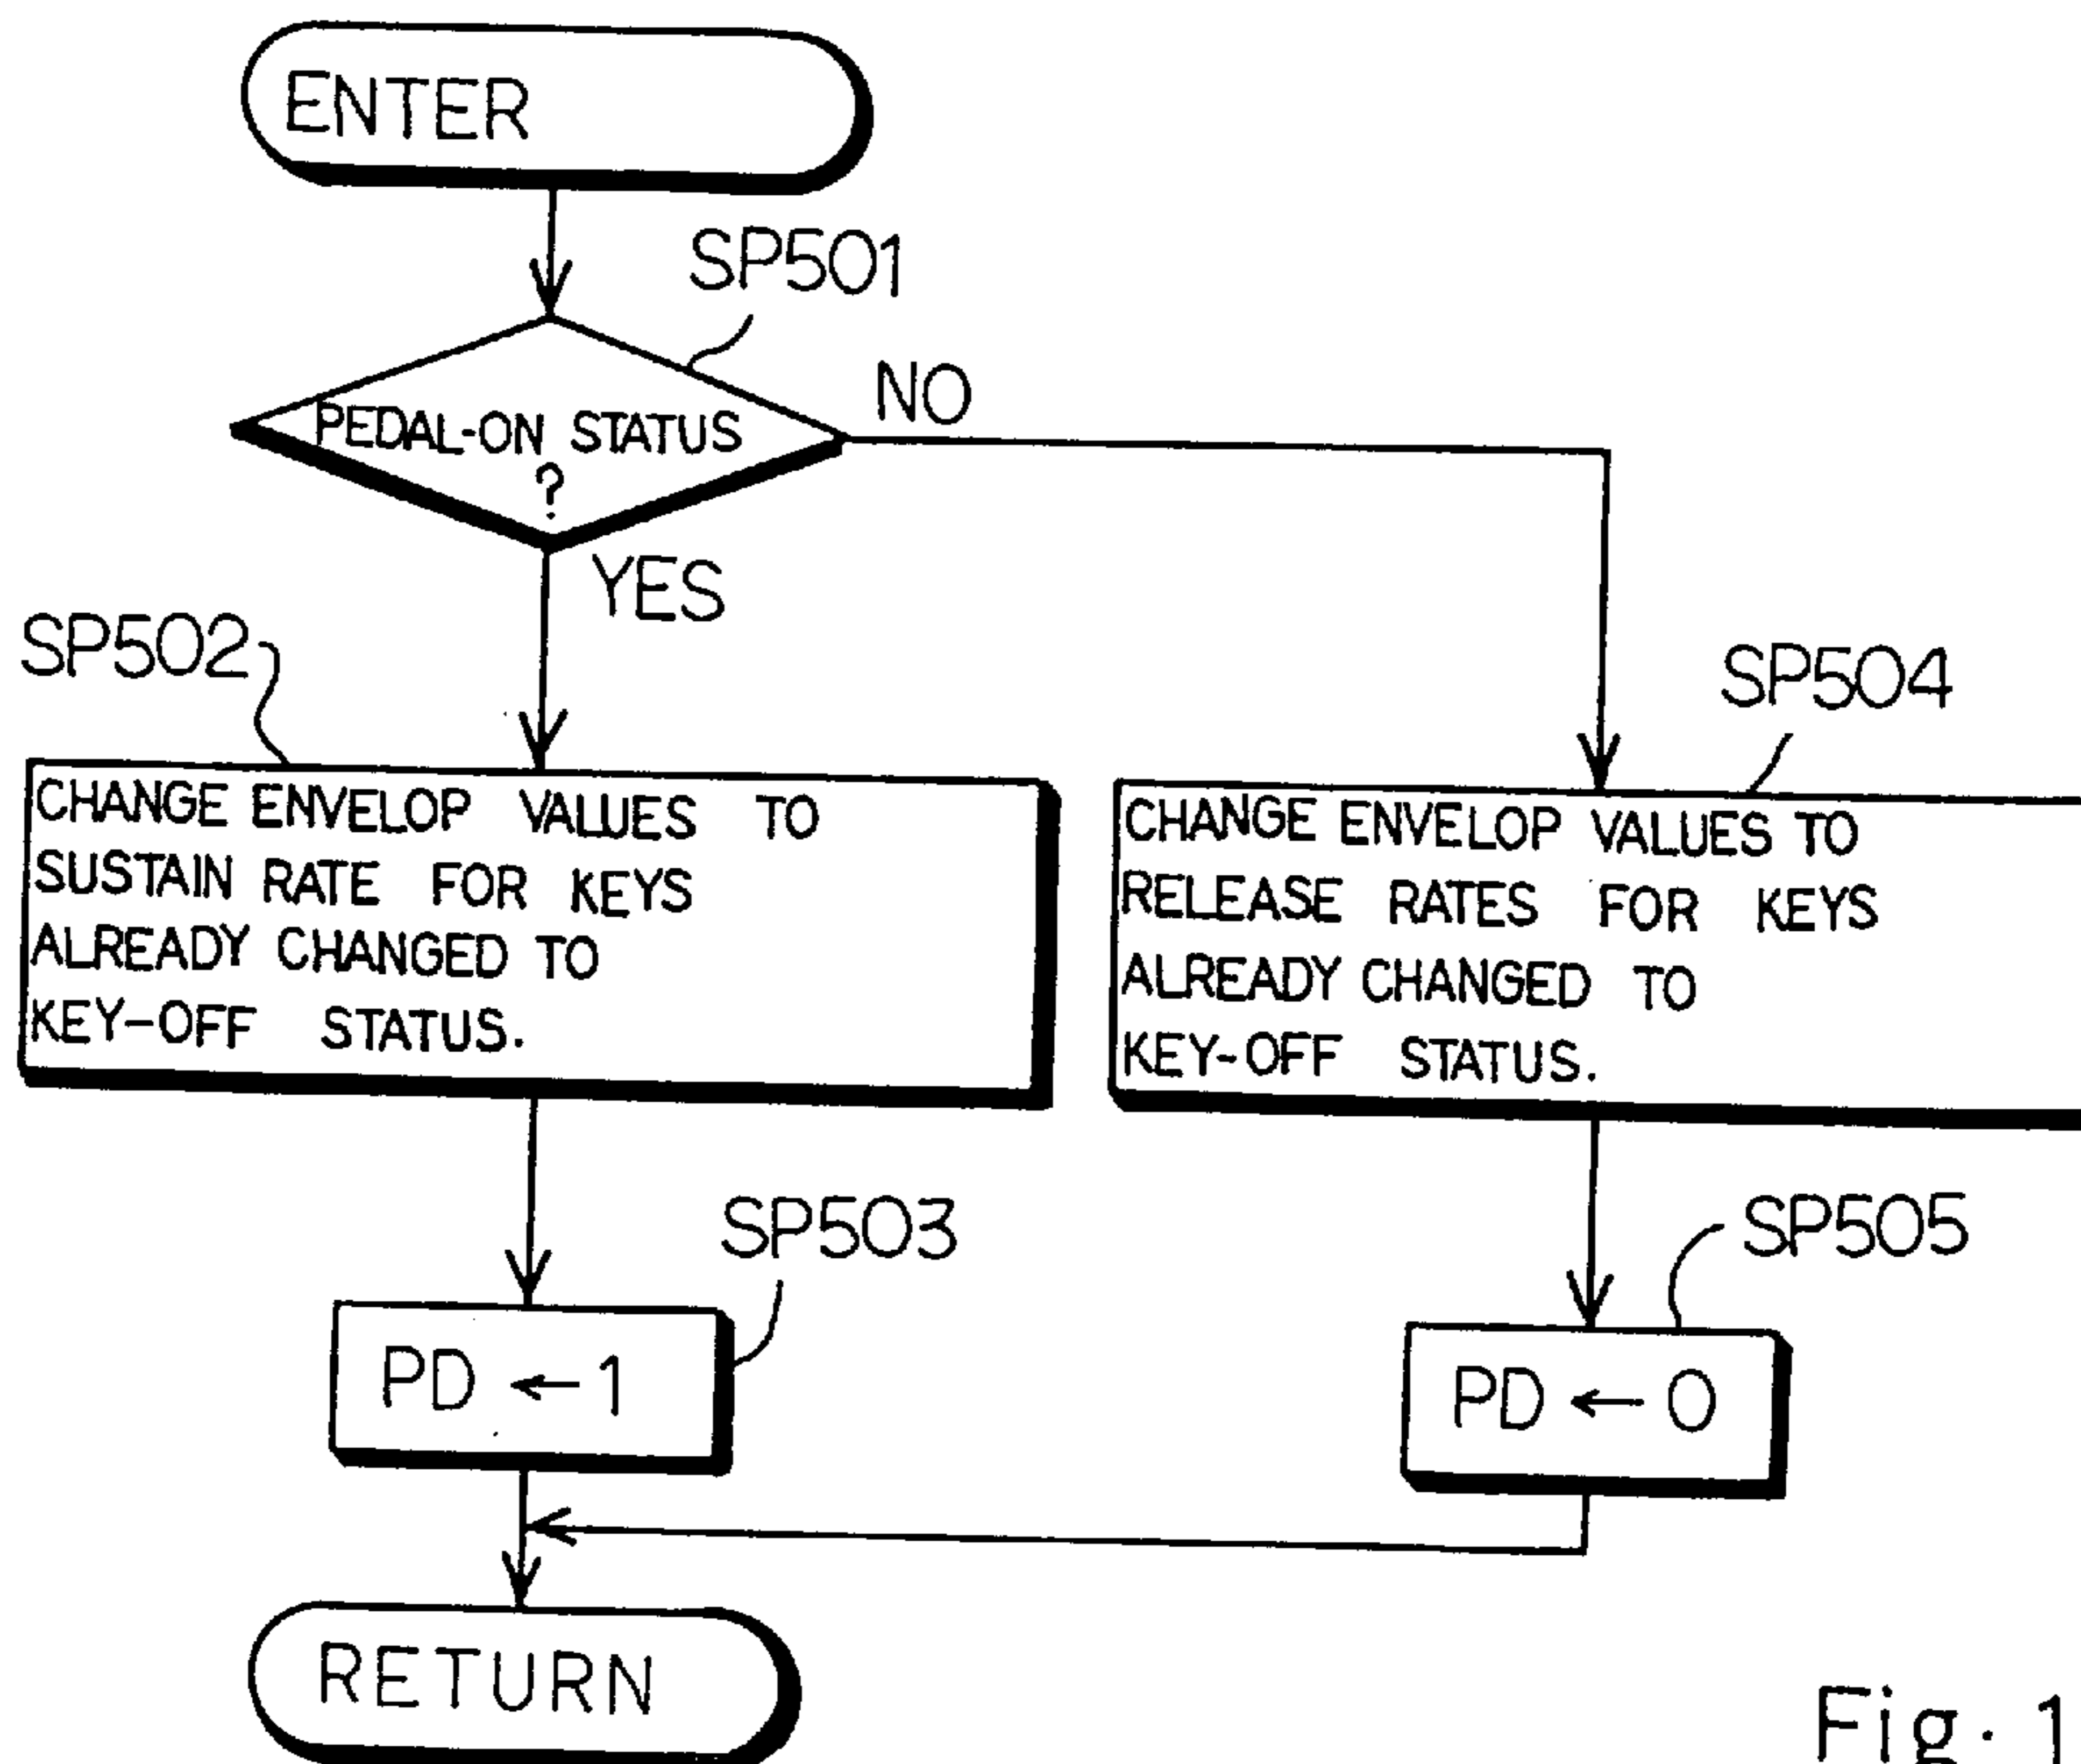 ENTER
SP501
PEDAL-ON STATUS
?
NO
YES
SP502
CHANGE ENVELOP VALUES TO
SUSTAIN RATE FOR KEYS
ALREADY CHANGED TO
KEY-OFF STATUS.
SP504
CHANGE ENVELOP VALUES TO
RELEASE RATES FOR KEYS
ALREADY CHANGED TO
KEY-OFF STATUS.
SP503
PD ← 1
SP505
PD ← 0
RETURN
Fig. 1